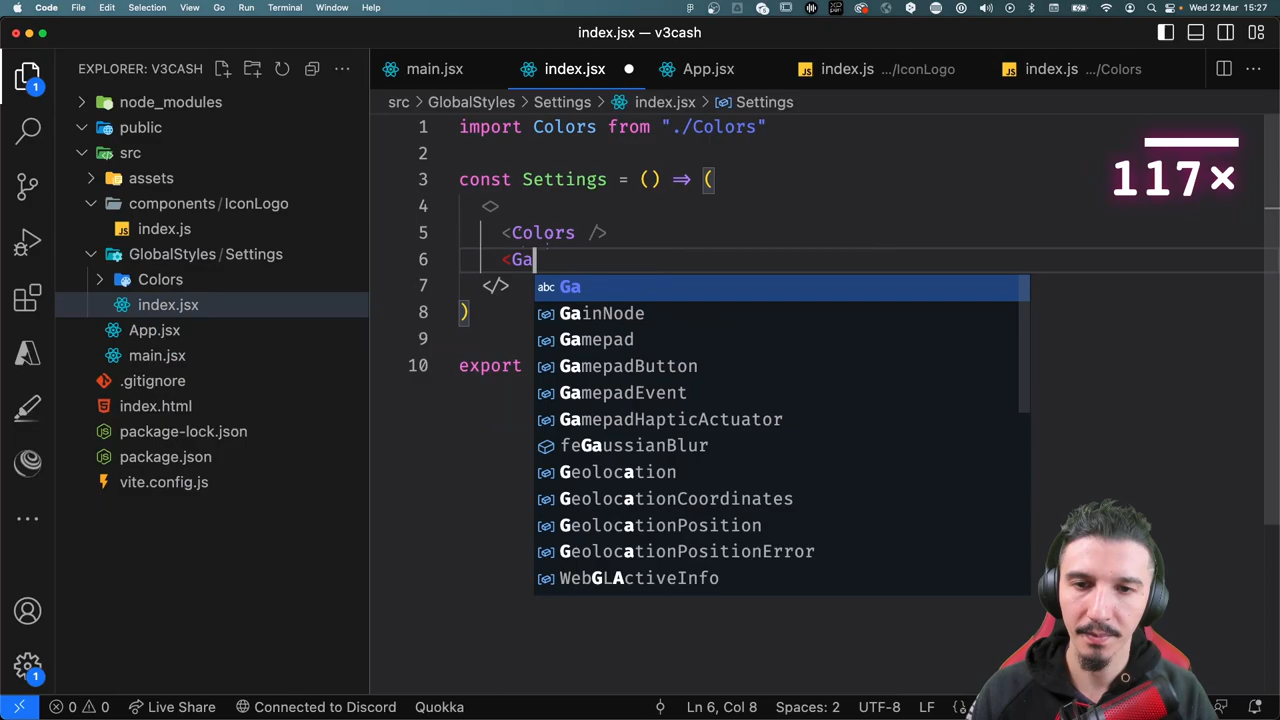 Code File Edit Selection View Go Run Terminal Window Help Wed 22 Mar 15:27
index.jsx — v3cash
EXPLORER: V3CASH
main.jsx index.jsx App.jsx index.js .../IconLogo index.js .../Colors
src > GlobalStyles > Settings > index.jsx > Settings
node_modules
public
src
assets
components / IconLogo
index.js
GlobalStyles / Settings
Colors
index.jsx
App.jsx
main.jsx
.gitignore
index.html
package-lock.json
package.json
vite.config.js
1 import Colors from "./Colors"
2
3 const Settings = () => (
4 <>
5 <Colors />
6 <Ga
7 </>
8 )
9
10 export
abc Ga
GainNode
Gamepad
GamepadButton
GamepadEvent
GamepadHapticActuator
feGaussianBlur
Geolocation
GeolocationCoordinates
GeolocationPosition
GeolocationPositionError
WebGLActiveInfo
117×
1
1
0 0 Live Share Connected to Discord Quokka Ln 6, Col 8 Spaces: 2 UTF-8 LF